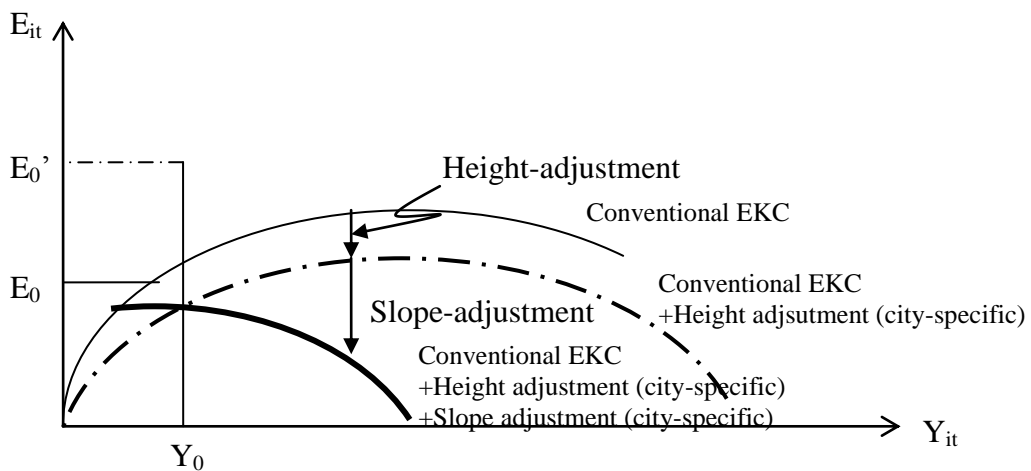 E_it
E_0’
Height-adjustment
Conventional EKC
E_0
Conventional EKC
+Height adjsutment (city-specific)
Slope-adjustment
Conventional EKC
+Height adjustment (city-specific)
+Slope adjustment (city-specific)
Y_0
Y_it